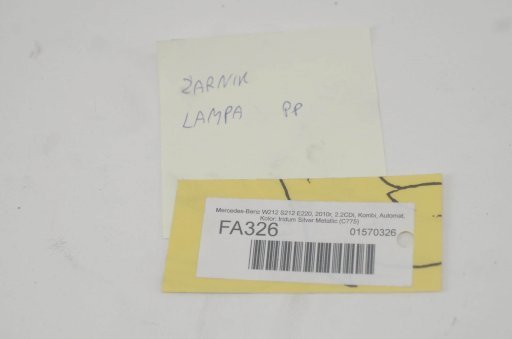 ŻARNIK
LAMPA PP
Mercedes-Benz W212 S212 E220, 2010r, 2.2CDI, Kombi, Automat,
Kolor: Iridum Silver Metallic (C775)
FA326 01570326